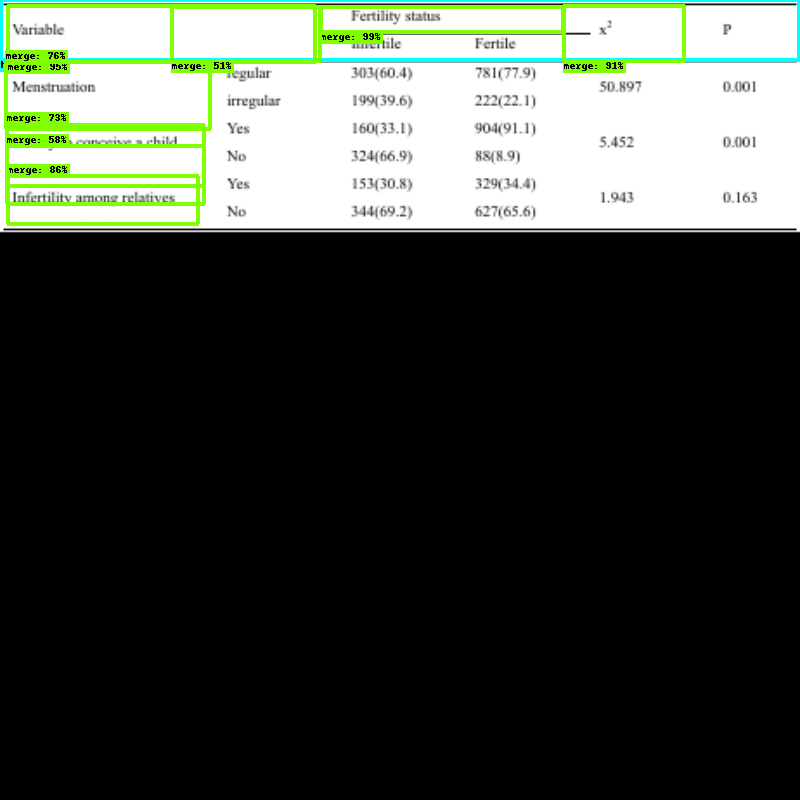 Fertility status
Variable x² P
merge: 99%
Fertile
merge: 76%
merge: 95% merge: 51% merge: 91%
regular 303(60.4) 781(77.9)
Menstruation 50.897 0.001
irregular 199(39.6) 222(22.1)
merge: 73%
Yes 160(33.1) 904(91.1)
merge: 58% conceive a child 5.452 0.001
No 324(66.9) 88(8.9)
merge: 86%
Yes 153(30.8) 329(34.4)
Infertility among relatives 1.943 0.163
No 344(69.2) 627(65.6)